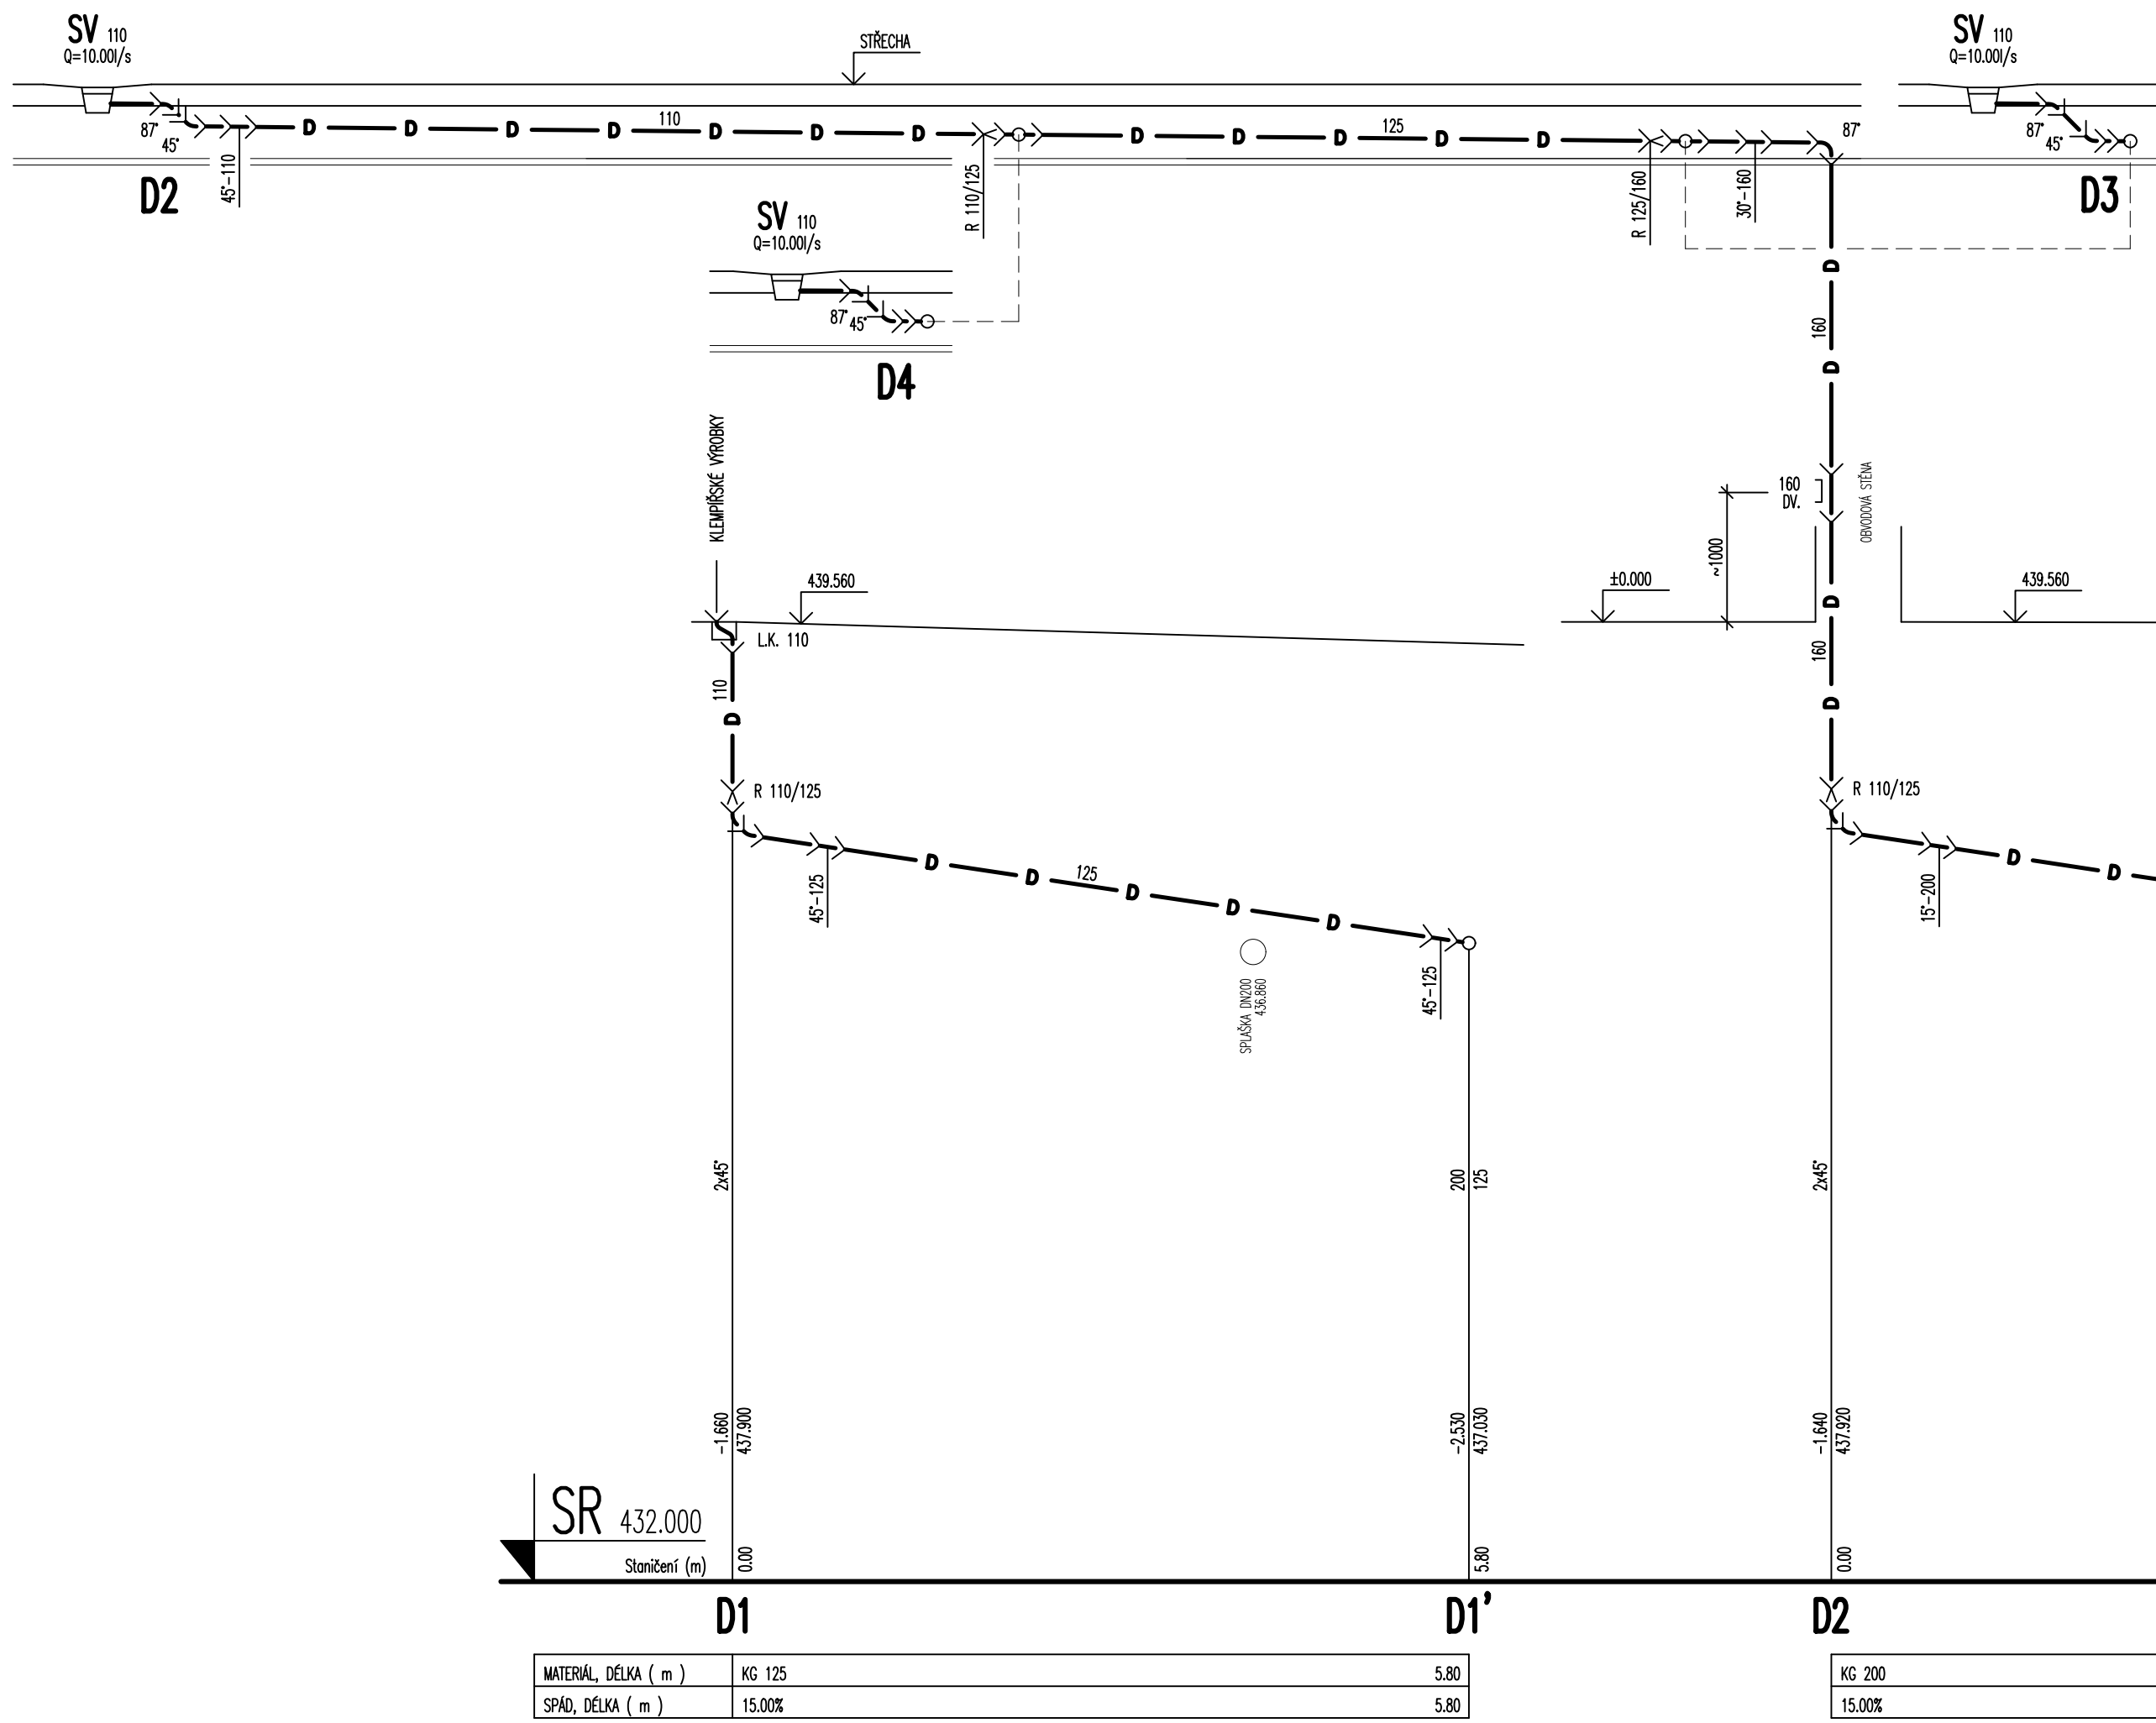 SV 110
Q=10.00l/s
STŘECHA
SV 110
Q=10.00l/s
87°
45°
110
125
87°
87°
45°
45°-110
R 110/125
R 125/160
30°-160
D2
D3
D D D D D D D
D D D D D
SV 110
Q=10.00l/s
87°
45°
D4
D
160
D
KLEMPÍŘSKÉ VÝROBKY
160
DV.
OBVODOVÁ STĚNA
~1000
439.560
±0.000
439.560
D
L.K. 110
160
110
D
D
R 110/125
R 110/125
D D 125 D D D
D D
45°-125
15°-200
45°-125
SPLAŠKA DN200
436.860
2x45°
200
125
2x45°
-1.660
437.900
-2.530
437.030
-1.640
437.920
SR 432.000
Staničení (m)
0.00
5.80
0.00
D1
D1'
D2
MATERIÁL, DÉLKA ( m ) KG 125 5.80
KG 200
SPÁD, DÉLKA ( m ) 15.00% 5.80
15.00%